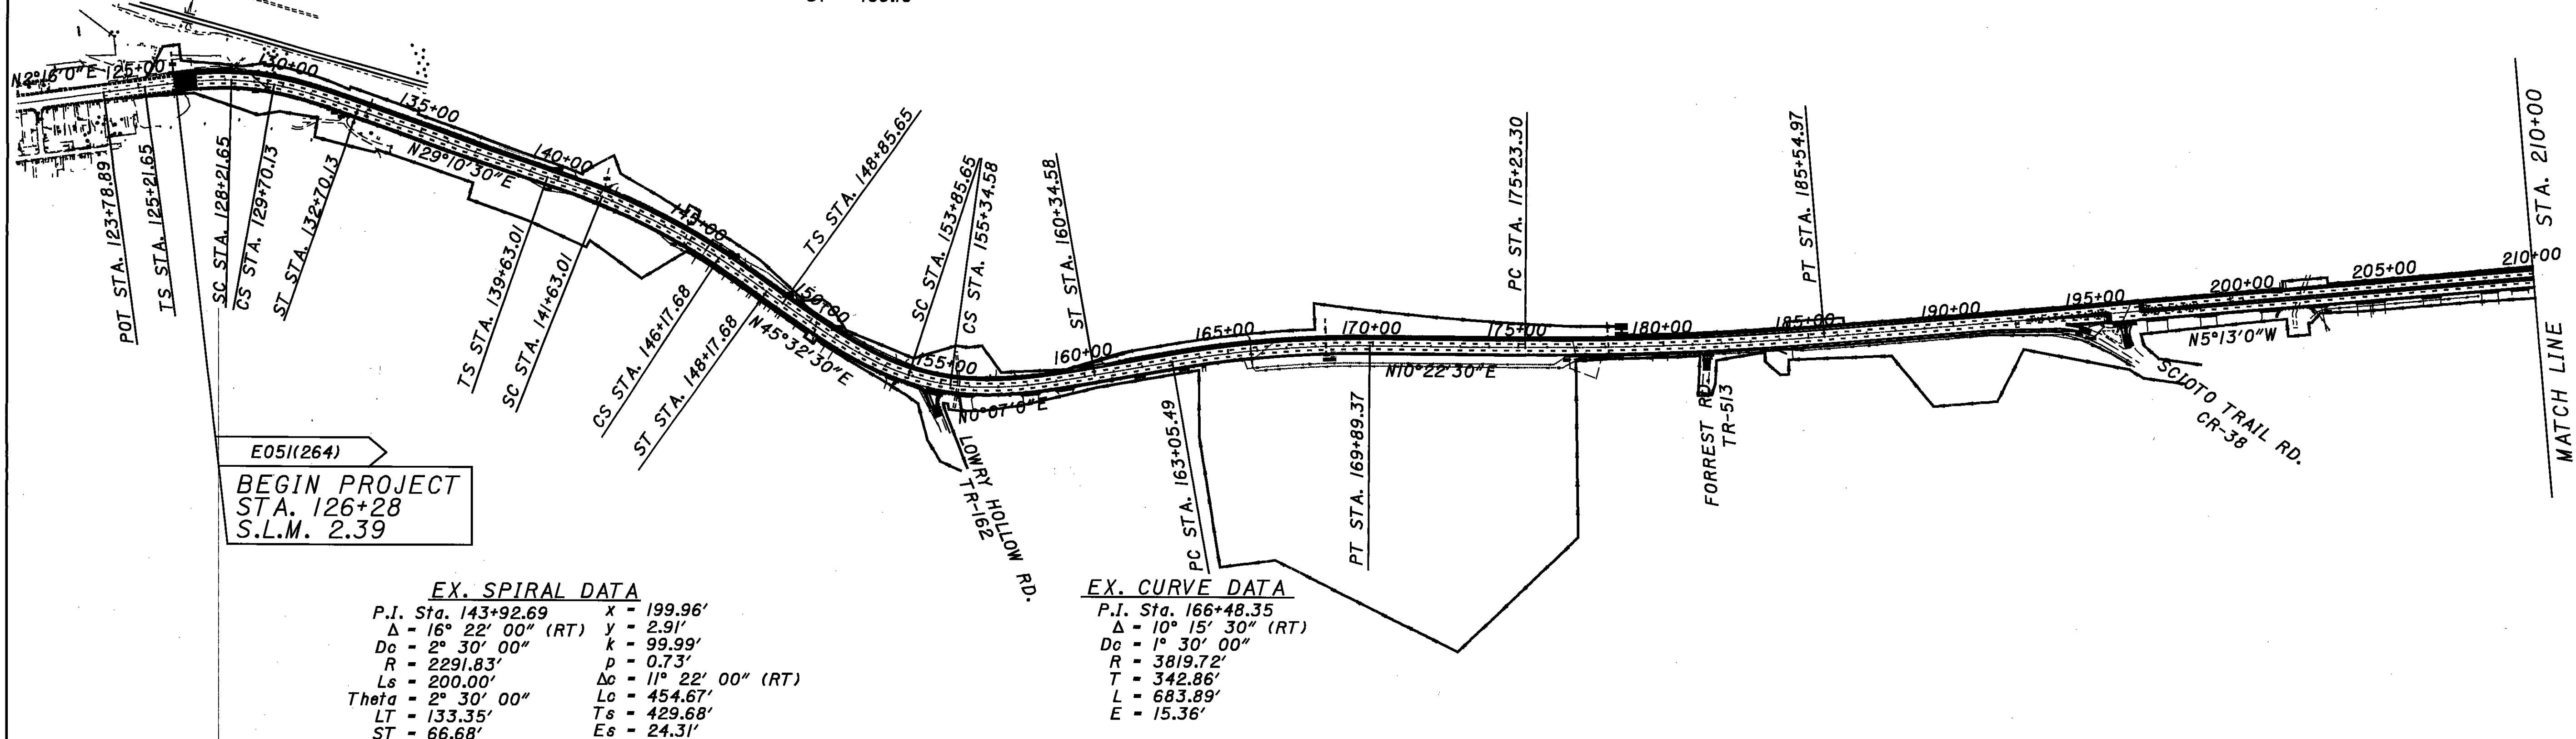 N2°16'0"E
125+00
130+00
135+00
140+00
145+00
150+00
155+00
160+00
165+00
170+00
175+00
180+00
185+00
190+00
195+00
200+00
205+00
210+00
POT STA. 123+78.89
TS STA. 125+21.65
SC STA. 128+21.65
CS STA. 129+70.13
ST STA. 132+70.13
N29°10'30"E
TS STA. 139+63.01
SC STA. 141+63.01
CS STA. 146+17.68
ST STA. 148+17.68
TS STA. 148+85.65
N45°32'30"E
SC STA. 153+85.65
CS STA. 155+34.58
ST STA. 160+34.58
N0°07'0"E
LOWRY HOLLOW RD.
TR-162
PC STA. 163+05.49
PT STA. 169+89.37
N10°22'30"E
PC STA. 175+23.30
FORREST RD.
TR-513
PT STA. 185+54.97
SCIOTO TRAIL RD.
CR-38
N5°13'0"W
MATCH LINE STA. 210+00
E051(264)
BEGIN PROJECT
STA. 126+28
S.L.M. 2.39
EX. SPIRAL DATA
P.I. Sta. 143+92.69 x = 199.96'
Δ = 16° 22' 00" (RT) y = 2.91'
Dc = 2° 30' 00" k = 99.99'
R = 2291.83' p = 0.73'
Ls = 200.00' Δc = 11° 22' 00" (RT)
Theta = 2° 30' 00" Lc = 454.67'
LT = 133.35' Ts = 429.68'
ST = 66.68' Es = 24.31'
EX. CURVE DATA
P.I. Sta. 166+48.35
Δ = 10° 15' 30" (RT)
Dc = 1° 30' 00"
R = 3819.72'
T = 342.86'
L = 683.89'
E = 15.36'